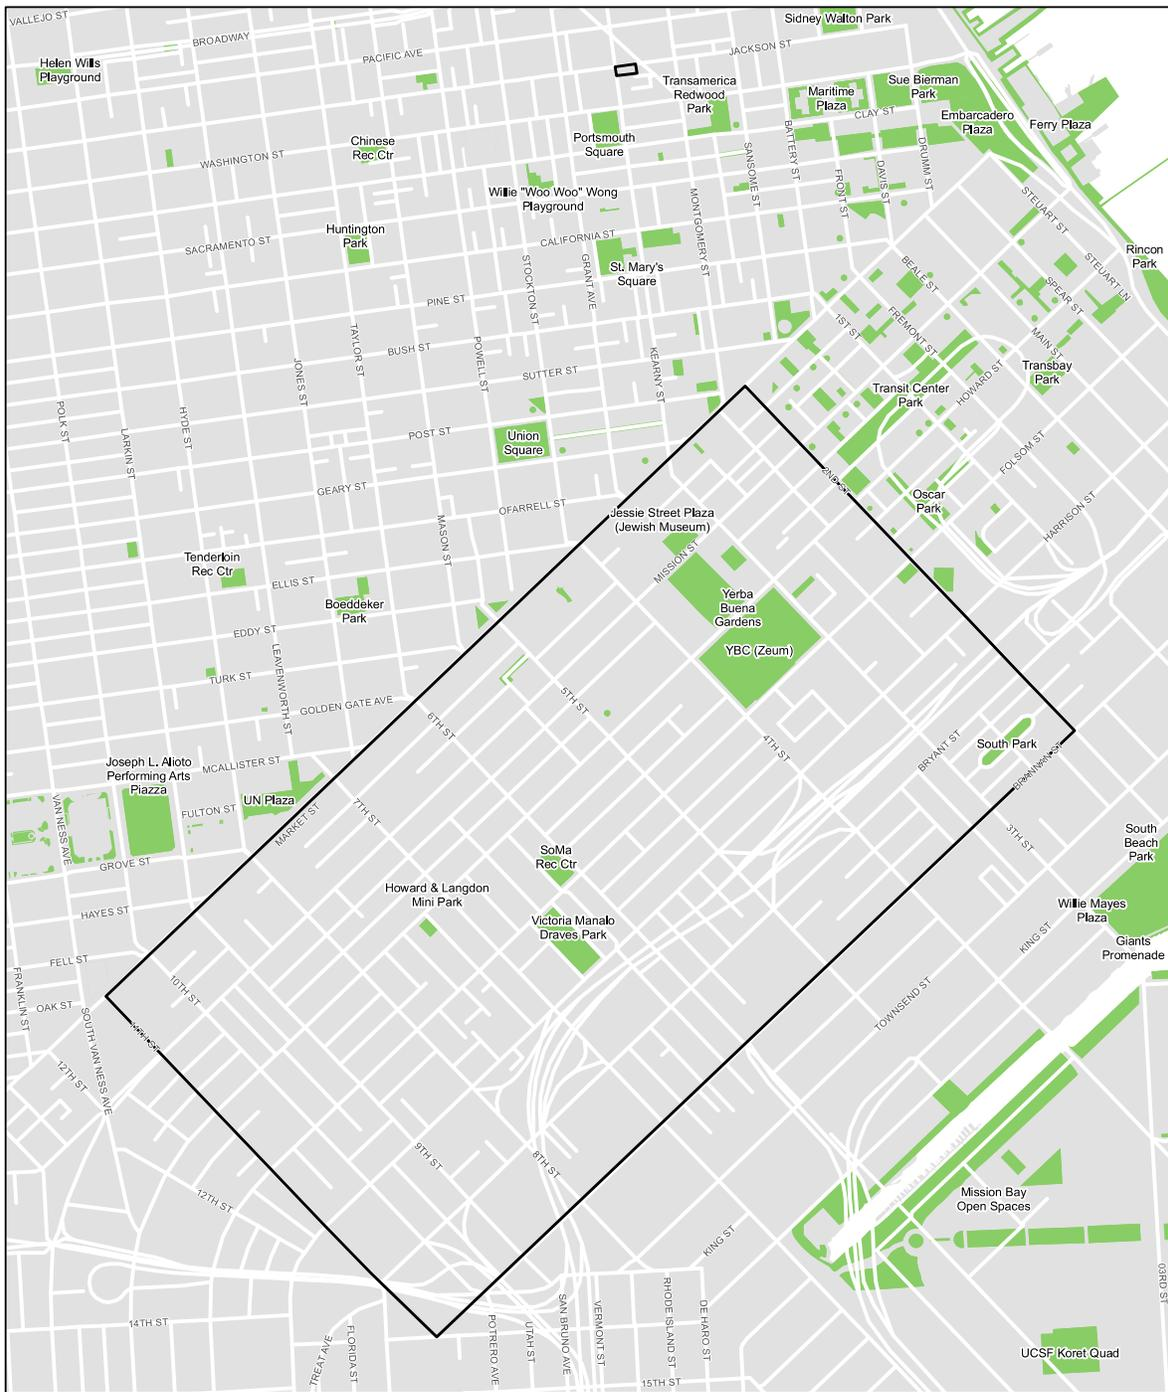 VALLEJO ST
BROADWAY
PACIFIC AVE
Sidney Walton Park
JACKSON ST
Helen Wills
Playground
Transamerica
Redwood
Park
Maritime
Plaza
Sue Bierman
Park
CLAY ST
Embarcadero
Plaza
Ferry Plaza
Chinese
Rec Ctr
Portsmouth
Square
WASHINGTON ST
SANSOME ST
BATTERY ST
FRONT ST
DAVIS ST
DRUMM ST
Willie "Woo Woo" Wong
Playground
MONTGOMERY ST
STEUART ST
SACRAMENTO ST
Huntington
Park
CALIFORNIA ST
St. Mary's
Square
STOCKTON ST
GRANT AVE
Rincon
Park
STEUART LN
BEALE ST
SPEAR ST
PINE ST
1ST ST
FREMONT ST
MAIN ST
TAYLOR ST
BUSH ST
POWELL ST
KEARNY ST
JONES ST
SUTTER ST
Transit Center
Park
HOWARD ST
Transbay
Park
POLK ST
LARKIN ST
HYDE ST
POST ST
Union
Square
FOLSOM ST
GEARY ST
2ND ST
Oscar
Park
HARRISON ST
OFARRELL ST
MASON ST
Jessie Street Plaza
(Jewish Museum)
MISSION ST
Tenderloin
Rec Ctr
ELLIS ST
Boeddeker
Park
Yerba
Buena
Gardens
YBC (Zeum)
EDDY ST
LEAVENWORTH ST
TURK ST
GOLDEN GATE AVE
5TH ST
6TH ST
4TH ST
BRYANT ST
South Park
BRANNAN ST
MCALLISTER ST
Joseph L. Alioto
Performing Arts
Piazza
UN Plaza
FULTON ST
MARKET ST
7TH ST
VAN NESS AVE
GROVE ST
SoMa
Rec Ctr
3TH ST
South
Beach
Park
Howard & Langdon
Mini Park
Victoria Manalo
Draves Park
HAYES ST
Willie Mayes
Plaza
KING ST
Giants
Promenade
FELL ST
FRANKLIN ST
OAK ST
SOUTH VAN NESS AVE
10TH ST
11TH ST
TOWNSEND ST
12TH ST
9TH ST
8TH ST
12TH ST
Mission Bay
Open Spaces
KING ST
03RD ST
14TH ST
TREAT AVE
FLORIDA ST
POTRERO AVE
UTAH ST
SAN BRUNO AVE
VERMONT ST
RHODE ISLAND ST
DE HARO ST
15TH ST
UCSF Koret Quad